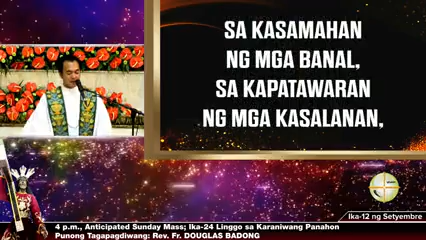 SA KASAMAHAN
NG MGA BANAL,
SA KAPATAWARAN
NG MGA KASALANAN,
Ika-12 ng Setyembre
4 p.m., Anticipated Sunday Mass; Ika-24 Linggo sa Karaniwang Panahon
Punong Tagapagdiwang: Rev. Fr. DOUGLAS BADONG